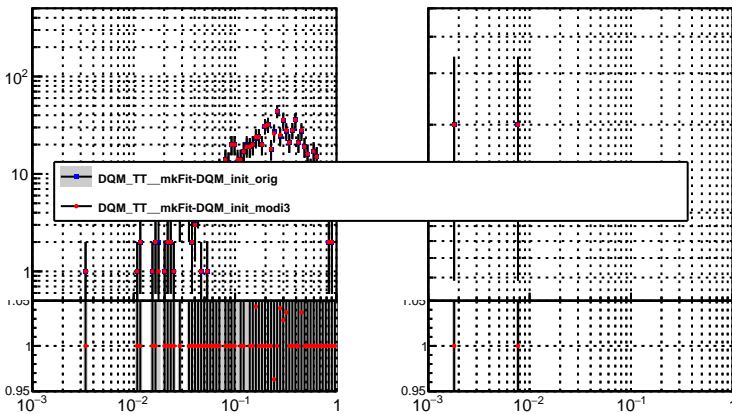 10²
10
DQM_TT__mkFit-DQM_init_orig
DQM_TT__mkFit-DQM_init_modi3
1
1.05 1.05
1 1
0.95 0.95
10⁻³ 10⁻² 10⁻¹ 1 10⁻³ 10⁻² 10⁻¹ 1